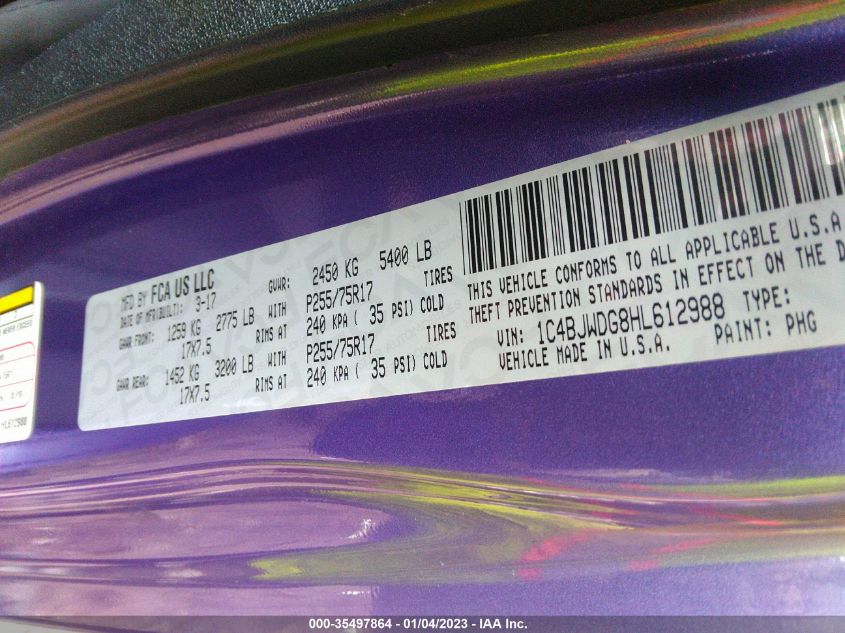 MFD BY FCA US LLC
DATE OF MFR(BUILT): 3-17
GVWR: 2450 KG 5400 LB
GAWR FRONT: 1259 KG 2775 LB WITH P255/75R17 TIRES
17X7.5 RIMS AT 240 KPA ( 35 PSI) COLD
GAWR REAR: 1452 KG 3200 LB WITH P255/75R17 TIRES
17X7.5 RIMS AT 240 KPA ( 35 PSI) COLD
THIS VEHICLE CONFORMS TO ALL APPLICABLE U.S.A
THEFT PREVENTION STANDARDS IN EFFECT ON THE D
VIN: 1C4BJWDG8HL612988 TYPE:
VEHICLE MADE IN U.S.A. PAINT: PHG
000-35497864 - 01/04/2023 - IAA Inc.